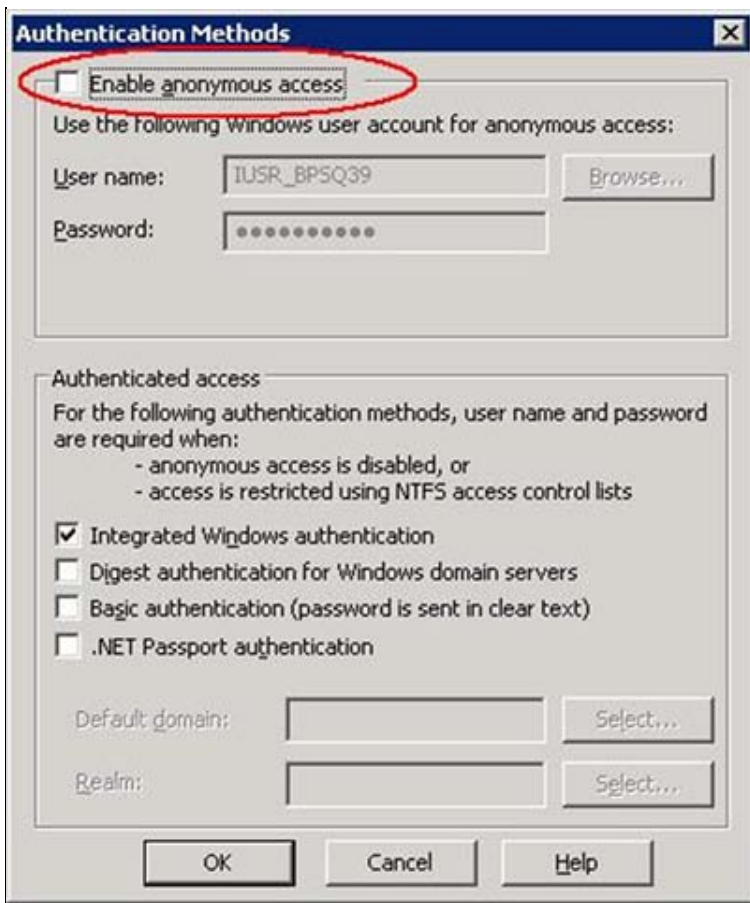 Authentication Methods
Enable anonymous access
Use the following Windows user account for anonymous access:
User name: IUSR_BPSQ39 Browse...
Password: ●●●●●●●●●●
Authenticated access
For the following authentication methods, user name and password
are required when:
- anonymous access is disabled, or
- access is restricted using NTFS access control lists
Integrated Windows authentication
Digest authentication for Windows domain servers
Basic authentication (password is sent in clear text)
.NET Passport authentication
Default domain: Select...
Realm: Select...
OK Cancel Help